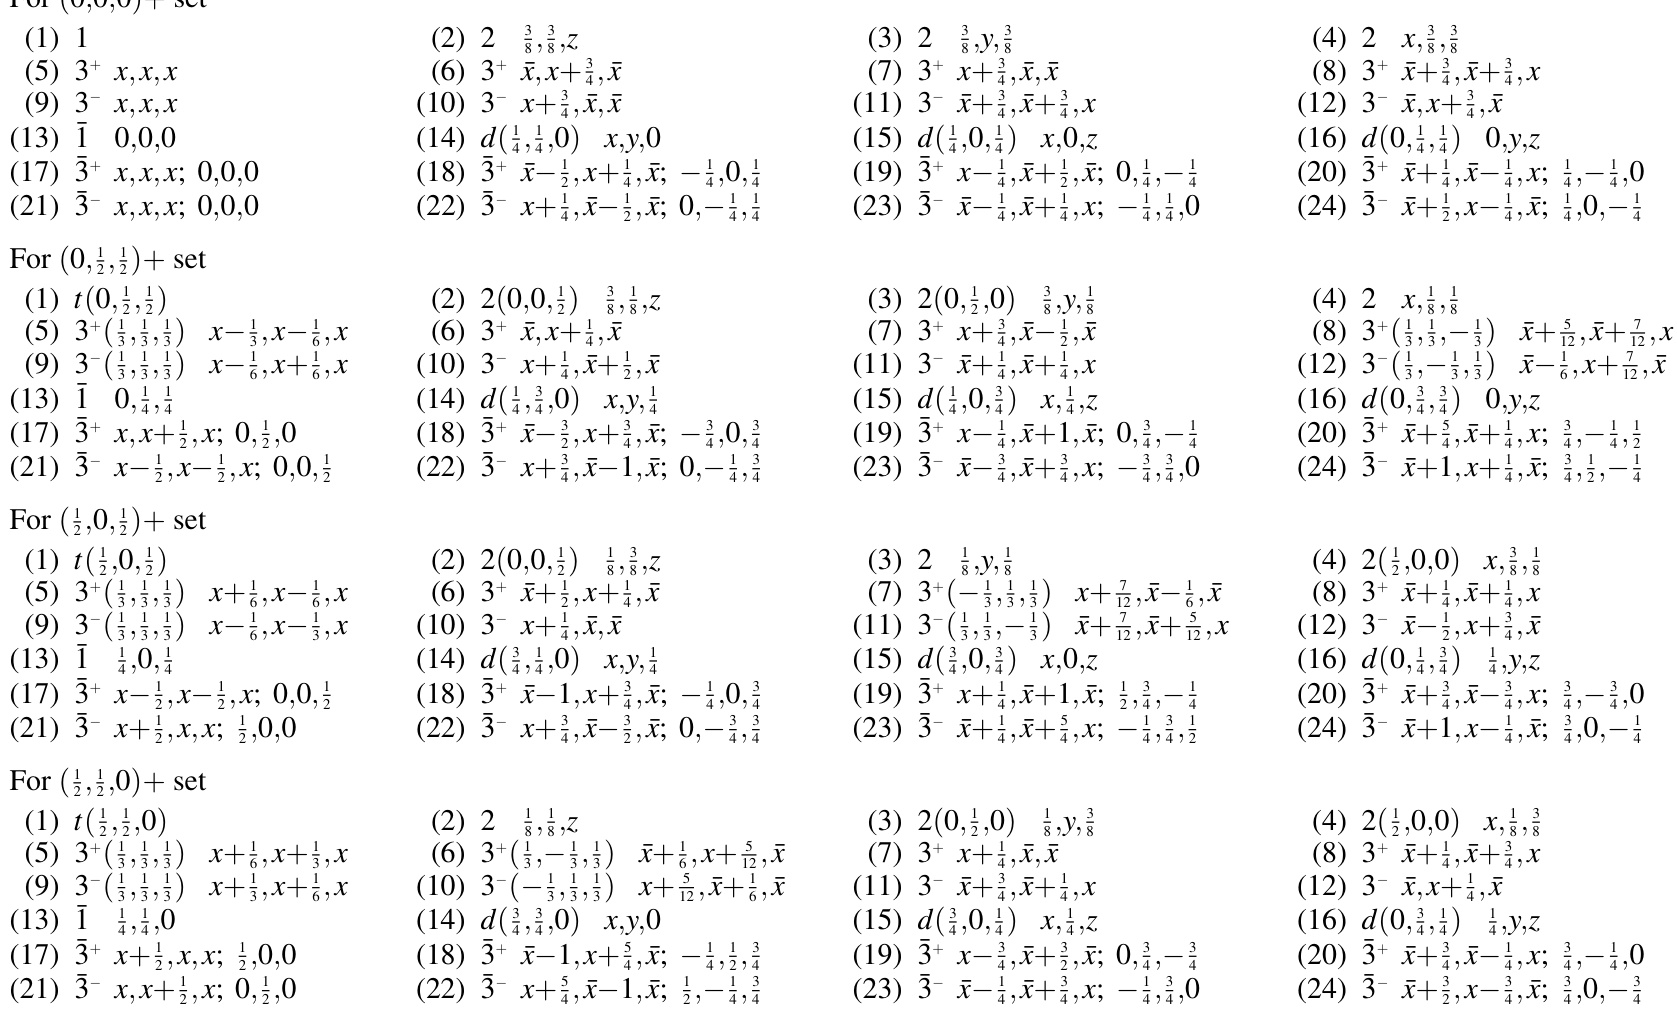 For (0,0,0)+ set
(1) 1 (2) 2 3/8,3/8,z (3) 2 3/8,y,3/8 (4) 2 x,3/8,3/8
(5) 3⁺ x,x,x (6) 3⁺ x̄,x+3/4,x̄ (7) 3⁺ x+3/4,x̄,x̄ (8) 3⁺ x̄+3/4,x̄+3/4,x
(9) 3⁻ x,x,x (10) 3⁻ x+3/4,x̄,x̄ (11) 3⁻ x̄+3/4,x̄+3/4,x (12) 3⁻ x̄,x+3/4,x̄
(13) 1̄ 0,0,0 (14) d(1/4,1/4,0) x,y,0 (15) d(1/4,0,1/4) x,0,z (16) d(0,1/4,1/4) 0,y,z
(17) 3̄⁺ x,x,x; 0,0,0 (18) 3̄⁺ x̄−1/2,x+1/4,x̄; −1/4,0,1/4 (19) 3̄⁺ x−1/4,x̄+1/2,x̄; 0,1/4,−1/4 (20) 3̄⁺ x̄+1/4,x̄−1/4,x; 1/4,−1/4,0
(21) 3̄⁻ x,x,x; 0,0,0 (22) 3̄⁻ x+1/4,x̄−1/2,x̄; 0,−1/4,1/4 (23) 3̄⁻ x̄−1/4,x̄+1/4,x; −1/4,1/4,0 (24) 3̄⁻ x̄+1/2,x−1/4,x̄; 1/4,0,−1/4
For (0,1/2,1/2)+ set
(1) t(0,1/2,1/2) (2) 2(0,0,1/2) 3/8,1/8,z (3) 2(0,1/2,0) 3/8,y,1/8 (4) 2 x,1/8,1/8
(5) 3⁺(1/3,1/3,1/3) x−1/3,x−1/6,x (6) 3⁺ x̄,x+1/4,x̄ (7) 3⁺ x+3/4,x̄−1/2,x̄ (8) 3⁺(1/3,1/3,−1/3) x̄+5/12,x̄+7/12,x
(9) 3⁻(1/3,1/3,1/3) x−1/6,x+1/6,x (10) 3⁻ x+1/4,x̄+1/2,x̄ (11) 3⁻ x̄+1/4,x̄+1/4,x (12) 3⁻(1/3,−1/3,1/3) x̄−1/6,x+7/12,x̄
(13) 1̄ 0,1/4,1/4 (14) d(1/4,3/4,0) x,y,1/4 (15) d(1/4,0,3/4) x,1/4,z (16) d(0,3/4,3/4) 0,y,z
(17) 3̄⁺ x,x+1/2,x; 0,1/2,0 (18) 3̄⁺ x̄−3/2,x+3/4,x̄; −3/4,0,3/4 (19) 3̄⁺ x−1/4,x̄+1,x̄; 0,3/4,−1/4 (20) 3̄⁺ x̄+5/4,x̄+1/4,x; 3/4,−1/4,1/2
(21) 3̄⁻ x−1/2,x−1/2,x; 0,0,1/2 (22) 3̄⁻ x+3/4,x̄−1,x̄; 0,−1/4,3/4 (23) 3̄⁻ x̄−3/4,x̄+3/4,x; −3/4,3/4,0 (24) 3̄⁻ x̄+1,x+1/4,x̄; 3/4,1/2,−1/4
For (1/2,0,1/2)+ set
(1) t(1/2,0,1/2) (2) 2(0,0,1/2) 1/8,3/8,z (3) 2 1/8,y,1/8 (4) 2(1/2,0,0) x,3/8,1/8
(5) 3⁺(1/3,1/3,1/3) x+1/6,x−1/6,x (6) 3⁺ x̄+1/2,x+1/4,x̄ (7) 3⁺(−1/3,1/3,1/3) x+7/12,x̄−1/6,x̄ (8) 3⁺ x̄+1/4,x̄+1/4,x
(9) 3⁻(1/3,1/3,1/3) x−1/6,x−1/3,x (10) 3⁻ x+1/4,x̄,x̄ (11) 3⁻(1/3,1/3,−1/3) x̄+7/12,x̄+5/12,x (12) 3⁻ x̄−1/2,x+3/4,x̄
(13) 1̄ 1/4,0,1/4 (14) d(3/4,1/4,0) x,y,1/4 (15) d(3/4,0,3/4) x,0,z (16) d(0,1/4,3/4) 1/4,y,z
(17) 3̄⁺ x−1/2,x−1/2,x; 0,0,1/2 (18) 3̄⁺ x̄−1,x+3/4,x̄; −1/4,0,3/4 (19) 3̄⁺ x+1/4,x̄+1,x̄; 1/2,3/4,−1/4 (20) 3̄⁺ x̄+3/4,x̄−3/4,x; 3/4,−3/4,0
(21) 3̄⁻ x+1/2,x,x; 1/2,0,0 (22) 3̄⁻ x+3/4,x̄−3/2,x̄; 0,−3/4,3/4 (23) 3̄⁻ x̄+1/4,x̄+5/4,x; −1/4,3/4,1/2 (24) 3̄⁻ x̄+1,x−1/4,x̄; 3/4,0,−1/4
For (1/2,1/2,0)+ set
(1) t(1/2,1/2,0) (2) 2 1/8,1/8,z (3) 2(0,1/2,0) 1/8,y,3/8 (4) 2(1/2,0,0) x,1/8,3/8
(5) 3⁺(1/3,1/3,1/3) x+1/6,x+1/3,x (6) 3⁺(1/3,−1/3,1/3) x̄+1/6,x+5/12,x̄ (7) 3⁺ x+1/4,x̄,x̄ (8) 3⁺ x̄+1/4,x̄+3/4,x
(9) 3⁻(1/3,1/3,1/3) x+1/3,x+1/6,x (10) 3⁻(−1/3,1/3,1/3) x+5/12,x̄+1/6,x̄ (11) 3⁻ x̄+3/4,x̄+1/4,x (12) 3⁻ x̄,x+1/4,x̄
(13) 1̄ 1/4,1/4,0 (14) d(3/4,3/4,0) x,y,0 (15) d(3/4,0,1/4) x,1/4,z (16) d(0,3/4,1/4) 1/4,y,z
(17) 3̄⁺ x+1/2,x,x; 1/2,0,0 (18) 3̄⁺ x̄−1,x+5/4,x̄; −1/4,1/2,3/4 (19) 3̄⁺ x−3/4,x̄+3/2,x̄; 0,3/4,−3/4 (20) 3̄⁺ x̄+3/4,x̄−1/4,x; 3/4,−1/4,0
(21) 3̄⁻ x,x+1/2,x; 0,1/2,0 (22) 3̄⁻ x+5/4,x̄−1,x̄; 1/2,−1/4,3/4 (23) 3̄⁻ x̄−1/4,x̄+3/4,x; −1/4,3/4,0 (24) 3̄⁻ x̄+3/2,x−3/4,x̄; 3/4,0,−3/4